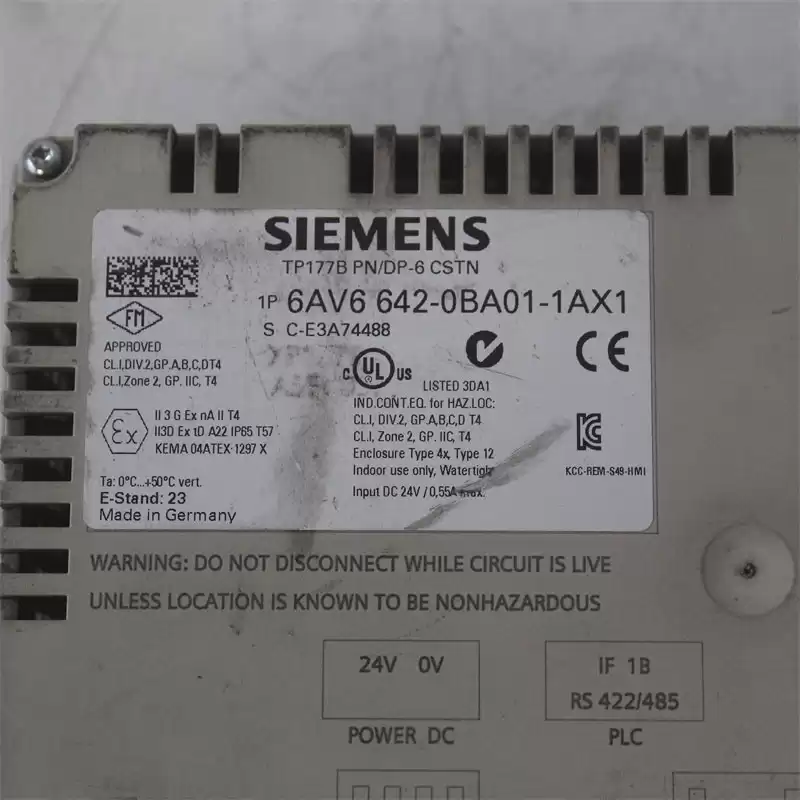 SIEMENS
TP177B PN/DP-6 CSTN
1P 6AV6 642-0BA01-1AX1
S C-E3A74488
FM
APPROVED
CL.I,DIV.2,GP.A,B,C,DT4
CL.I,Zone 2, GP. IIC, T4
C UL US
LISTED 3DA1
CE
IND.CONT.EQ. for HAZ.LOC:
CL.I, DIV.2, GP.A,B,C,D T4
CL.I, Zone 2, GP. IIC, T4
Enclosure Type 4x, Type 12
Indoor use only, Watertight
Input DC 24V / 0,55A max.
Ex
II 3 G Ex nA II T4
II3D Ex tD A22 IP65 T57
KEMA 04ATEX 1297 X
KCC-REM-S49-HMI
Ta: 0°C...+50°C vert.
E-Stand: 23
Made in Germany
WARNING: DO NOT DISCONNECT WHILE CIRCUIT IS LIVE
UNLESS LOCATION IS KNOWN TO BE NONHAZARDOUS
24V 0V
POWER DC
IF 1B
RS 422/485
PLC